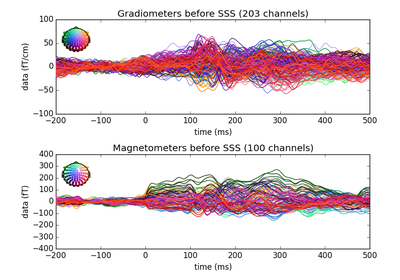 Gradiometers before SSS (203 channels)
100
50
0
−50
−100
data (fT/cm)
−200 −100 0 100 200 300 400 500
time (ms)
Magnetometers before SSS (100 channels)
400
300
200
100
0
−100
−200
−300
−400
data (fT)
−200 −100 0 100 200 300 400 500
time (ms)